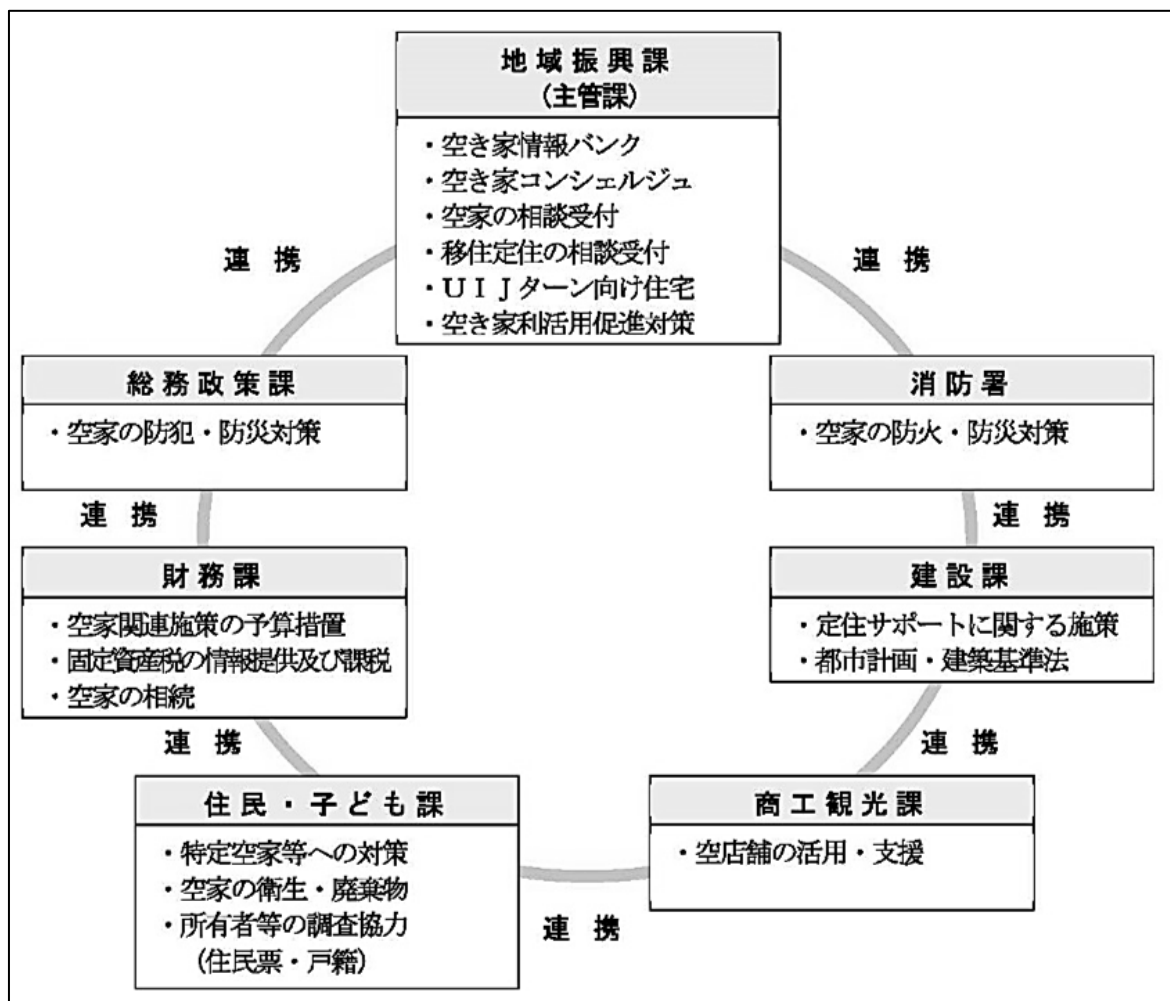 地域振興課
（主管課）
・空き家情報バンク
・空き家コンシェルジュ
・空家の相談受付
・移住定住の相談受付
・ＵＩＪターン向け住宅
・空き家利活用促進対策
連 携
連 携
総務政策課
・空家の防犯・防災対策
消防署
・空家の防火・防災対策
連 携
連 携
財務課
・空家関連施策の予算措置
・固定資産税の情報提供及び課税
・空家の相続
建設課
・定住サポートに関する施策
・都市計画・建築基準法
連 携
連 携
住民・子ども課
・特定空家等への対策
・空家の衛生・廃棄物
・所有者等の調査協力
（住民票・戸籍）
商工観光課
・空店舗の活用・支援
連 携